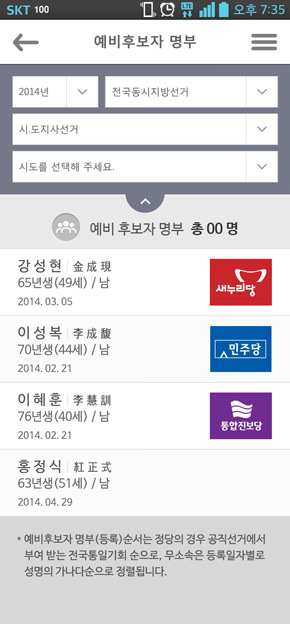 SKT 100 LTE 오후 7:35
예비후보자 명부
2014년 전국동시지방선거
시.도지사선거
시도를 선택해 주세요.
예비 후보자 명부 총 00 명
강성현 金成現
65년생(49세) / 남
2014. 03. 05
새누리당
이성복 李成馥
70년생(44세) / 남
2014. 02. 21
민주당
이혜훈 李慧訓
76년생(40세) / 남
2014. 02. 21
통합진보당
홍정식 紅正式
63년생(51세) / 남
2014. 04. 29
▪ 예비후보자 명부(등록)순서는 정당의 경우 공직선거에서
부여 받는 전국통일기회 순으로, 무소속은 등록일자별로
성명의 가나다순으로 정렬됩니다.